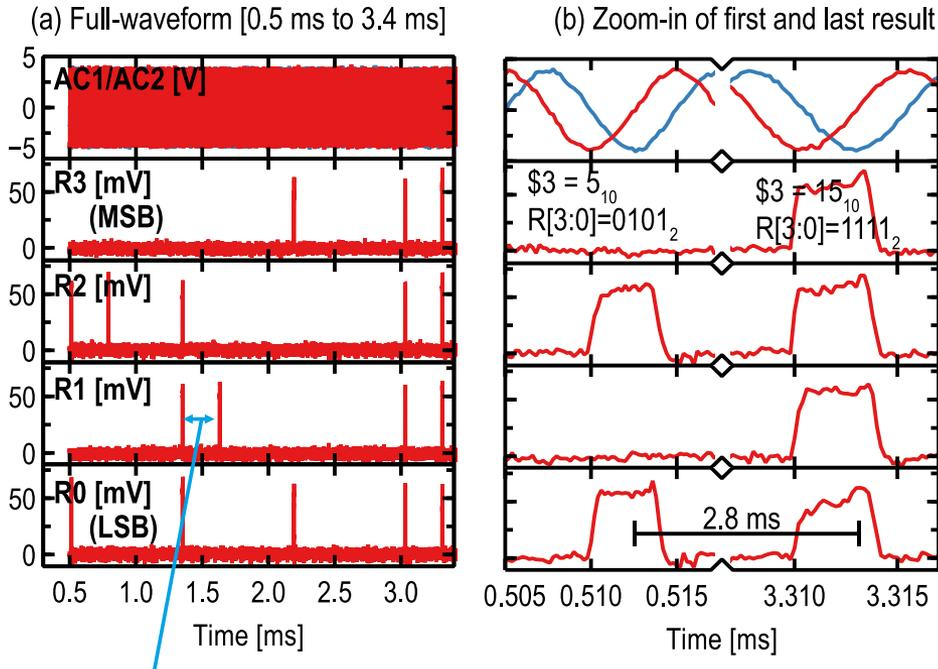 (a) Full-waveform [0.5 ms to 3.4 ms]
(b) Zoom-in of first and last result
5
0
−5
AC1/AC2 [V]
50
0
R3 [mV]
(MSB)
50
0
R2 [mV]
50
0
R1 [mV]
50
0
R0 [mV]
(LSB)
0.5 1.0 1.5 2.0 2.5 3.0
Time [ms]
$3 = 5₁₀
R[3:0]=0101₂
$3 = 15₁₀
R[3:0]=1111₂
2.8 ms
0.505 0.510 0.515 3.310 3.315
Time [ms]